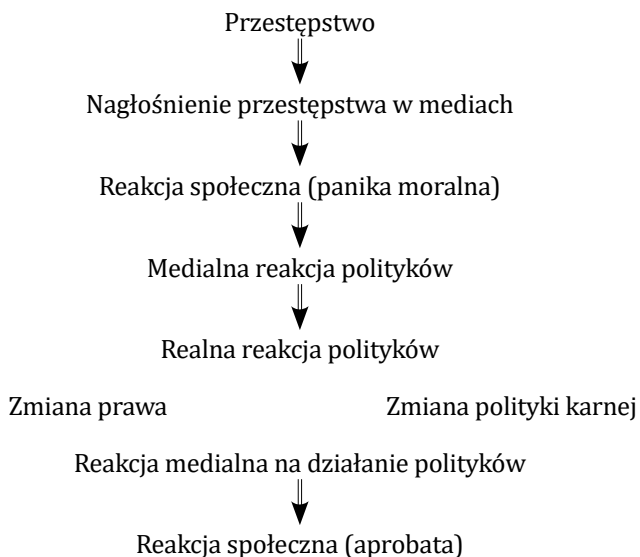 Przestępstwo
Nagłośnienie przestępstwa w mediach
Reakcja społeczna (panika moralna)
Medialna reakcja polityków
Realna reakcja polityków
Zmiana prawa
Zmiana polityki karnej
Reakcja medialna na działanie polityków
Reakcja społeczna (aprobata)